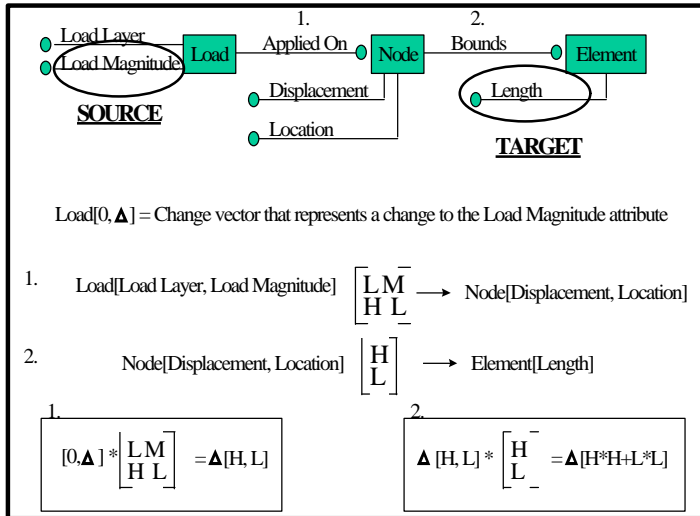 1. 2.
Load Layer Load Applied On Node Bounds Element
Load Magnitude
SOURCE Displacement Length
Location TARGET
Load[0,Δ] = Change vector that represents a change to the Load Magnitude attribute
1. Load[Load Layer, Load Magnitude] [L M
H L] → Node[Displacement, Location]
2. Node[Displacement, Location] [H
L] → Element[Length]
1. 2.
[0,Δ] * [L M
H L] = Δ[H, L]
Δ [H, L] * [H
L] = Δ[H*H+L*L]